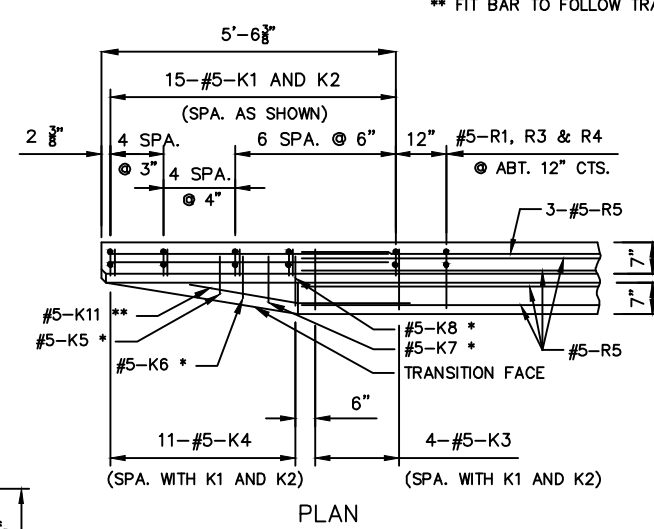 ** FIT BAR TO FOLLOW TRA
5'-6 3/8"
15-#5-K1 AND K2
(SPA. AS SHOWN)
2 3/8"
4 SPA.
@ 3"
6 SPA. @ 6"
12"
#5-R1, R3 & R4
@ ABT. 12" CTS.
4 SPA.
@ 4"
3-#5-R5
7"
7"
#5-K11 **
#5-K5 *
#5-K6 *
#5-K8 *
#5-K7 *
#5-R5
TRANSITION FACE
6"
11-#5-K4
4-#5-K3
(SPA. WITH K1 AND K2)
(SPA. WITH K1 AND K2)
PLAN